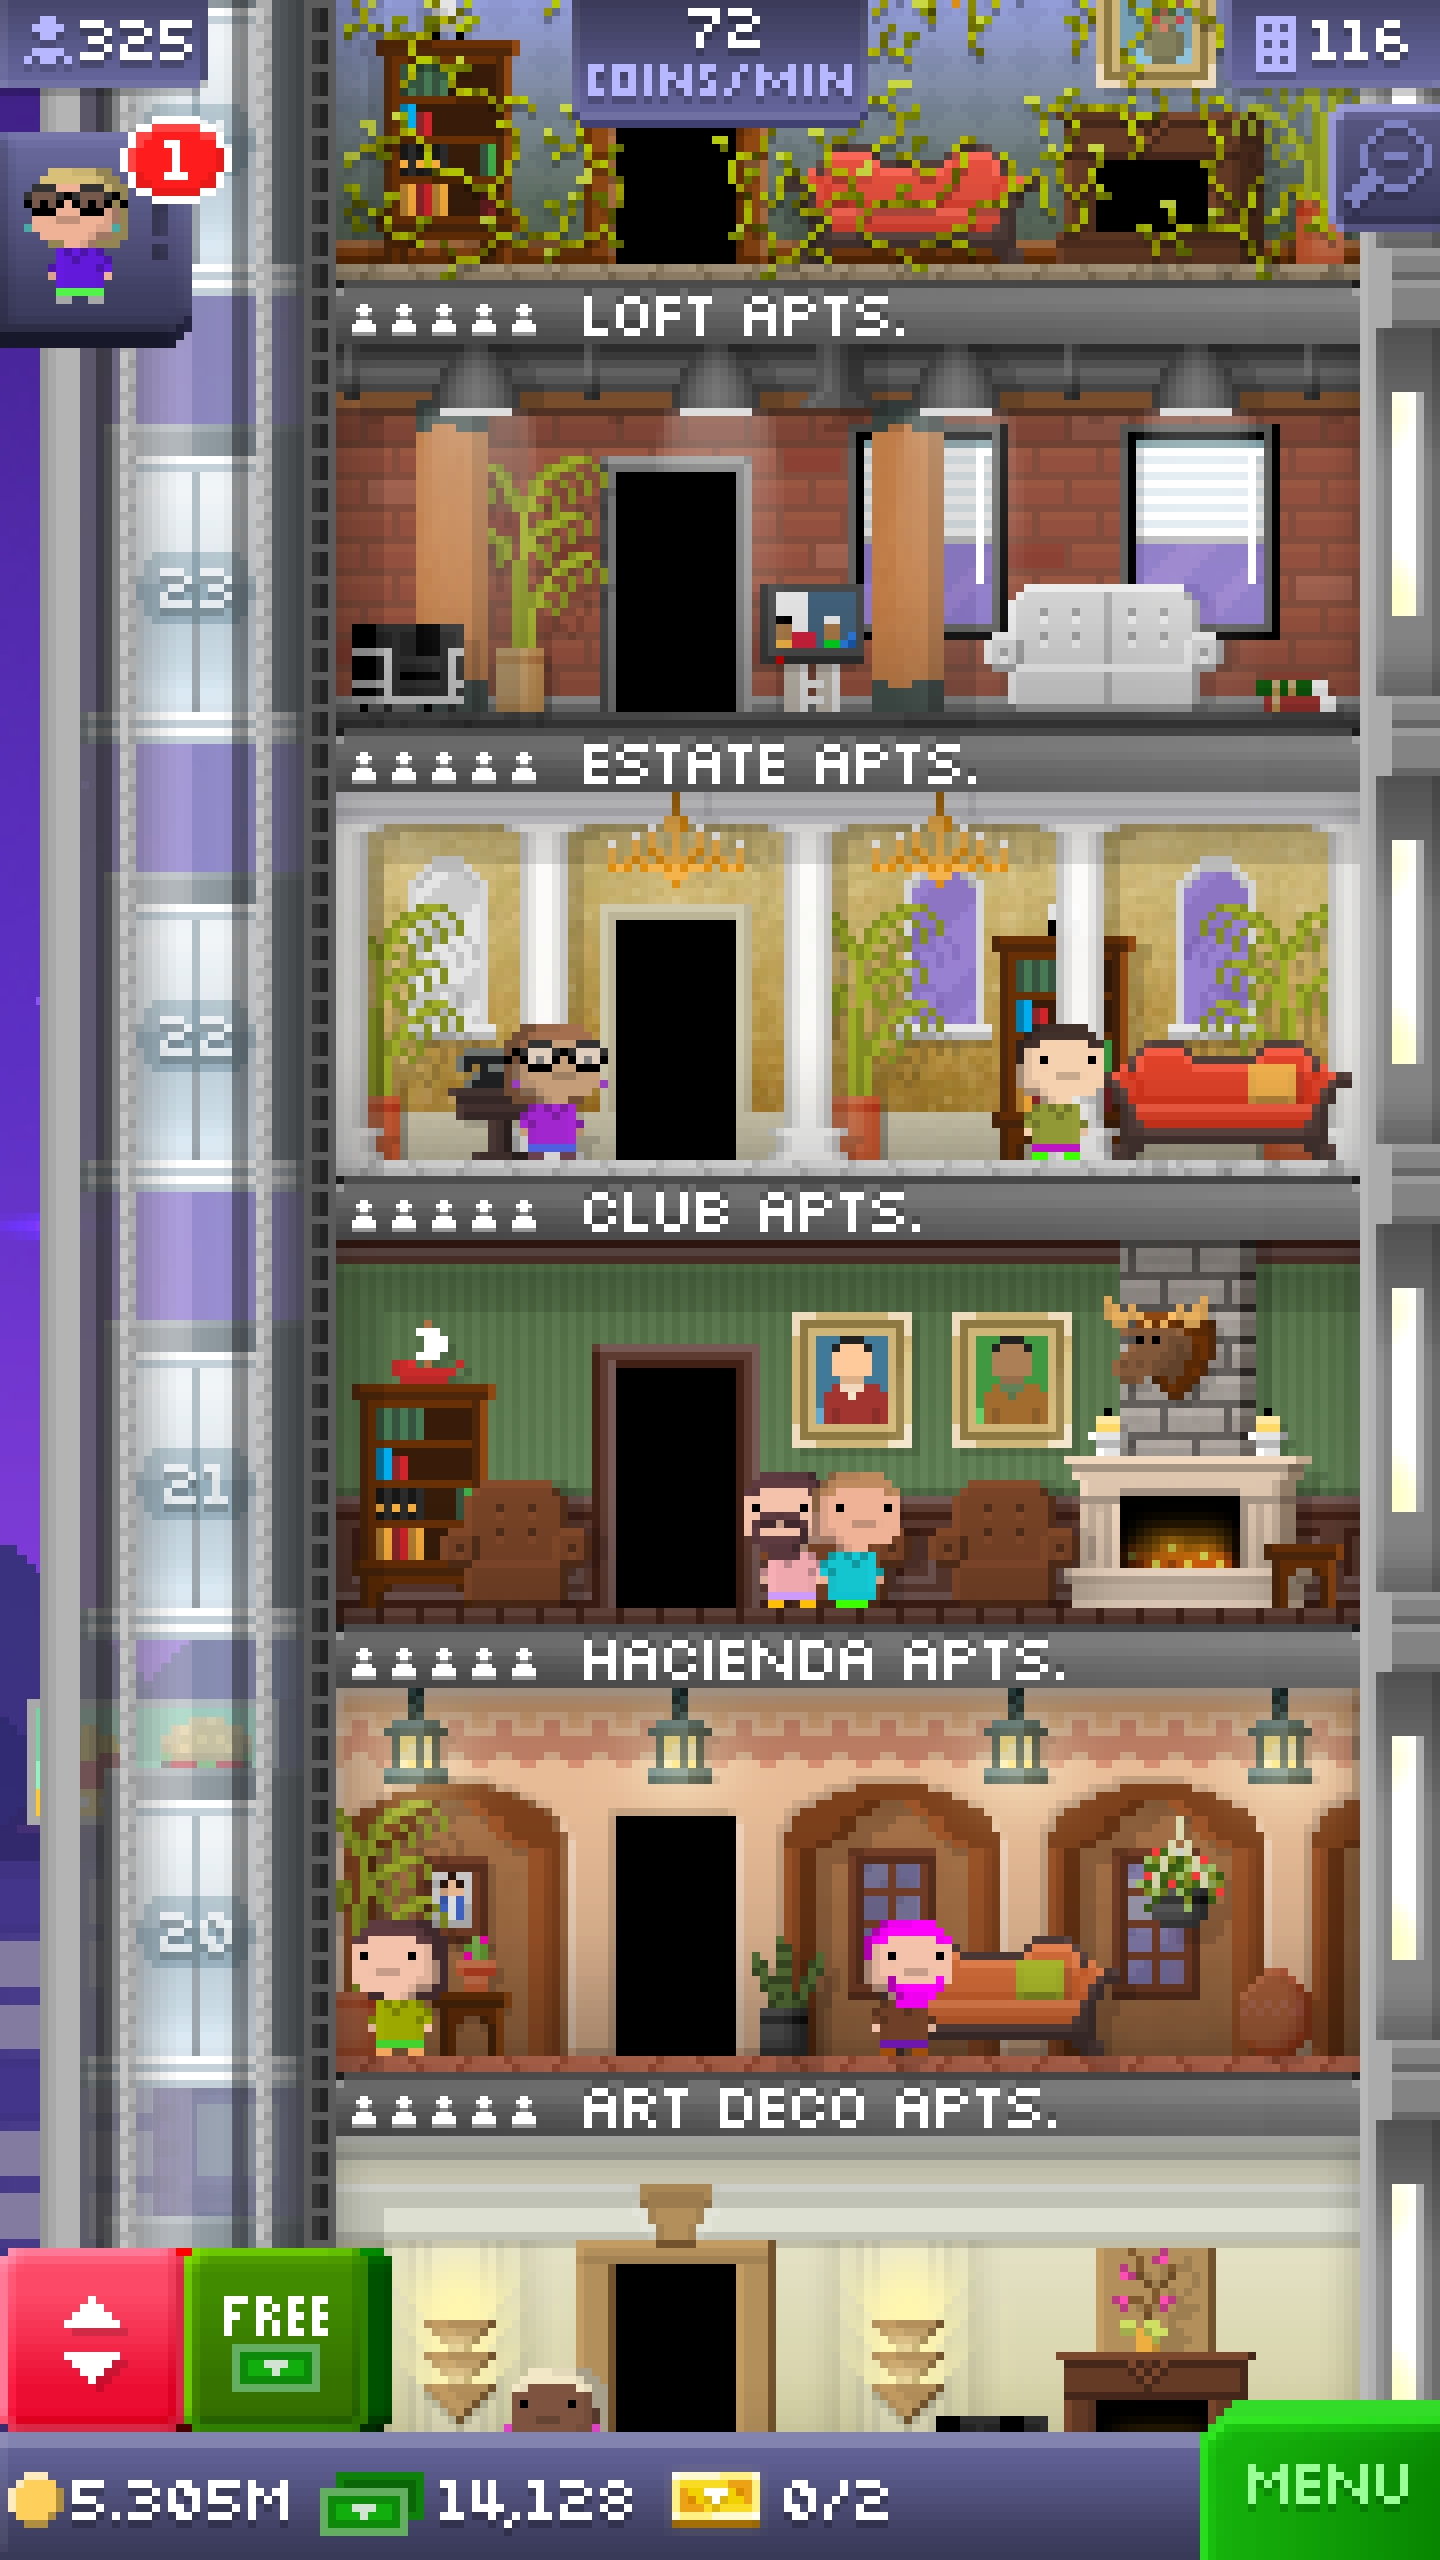 325
72
COINS/MIN
116
1
LOFT APTS.
23
ESTATE APTS.
22
CLUB APTS.
21
HACIENDA APTS.
20
ART DECO APTS.
FREE
5.305M
14,128
0/2
MENU